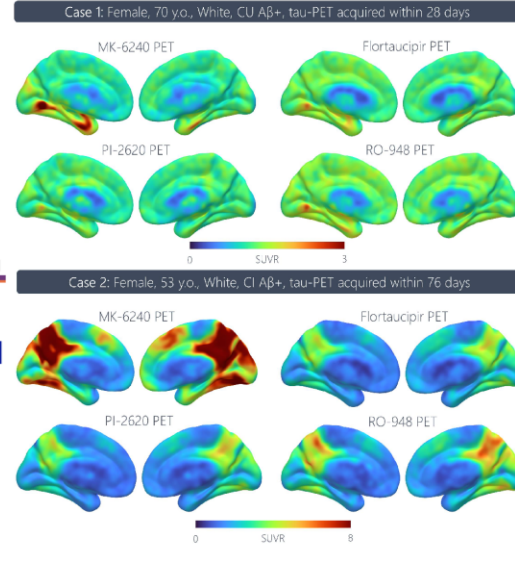 Case 1: Female, 70 y.o., White, CU Aβ+, tau-PET acquired within 28 days
MK-6240 PET
Flortaucipir PET
PI-2620 PET
RO-948 PET
0
SUVR
3
Case 2: Female, 53 y.o., White, CI Aβ+, tau-PET acquired within 76 days
MK-6240 PET
Flortaucipir PET
PI-2620 PET
RO-948 PET
0
SUVR
8